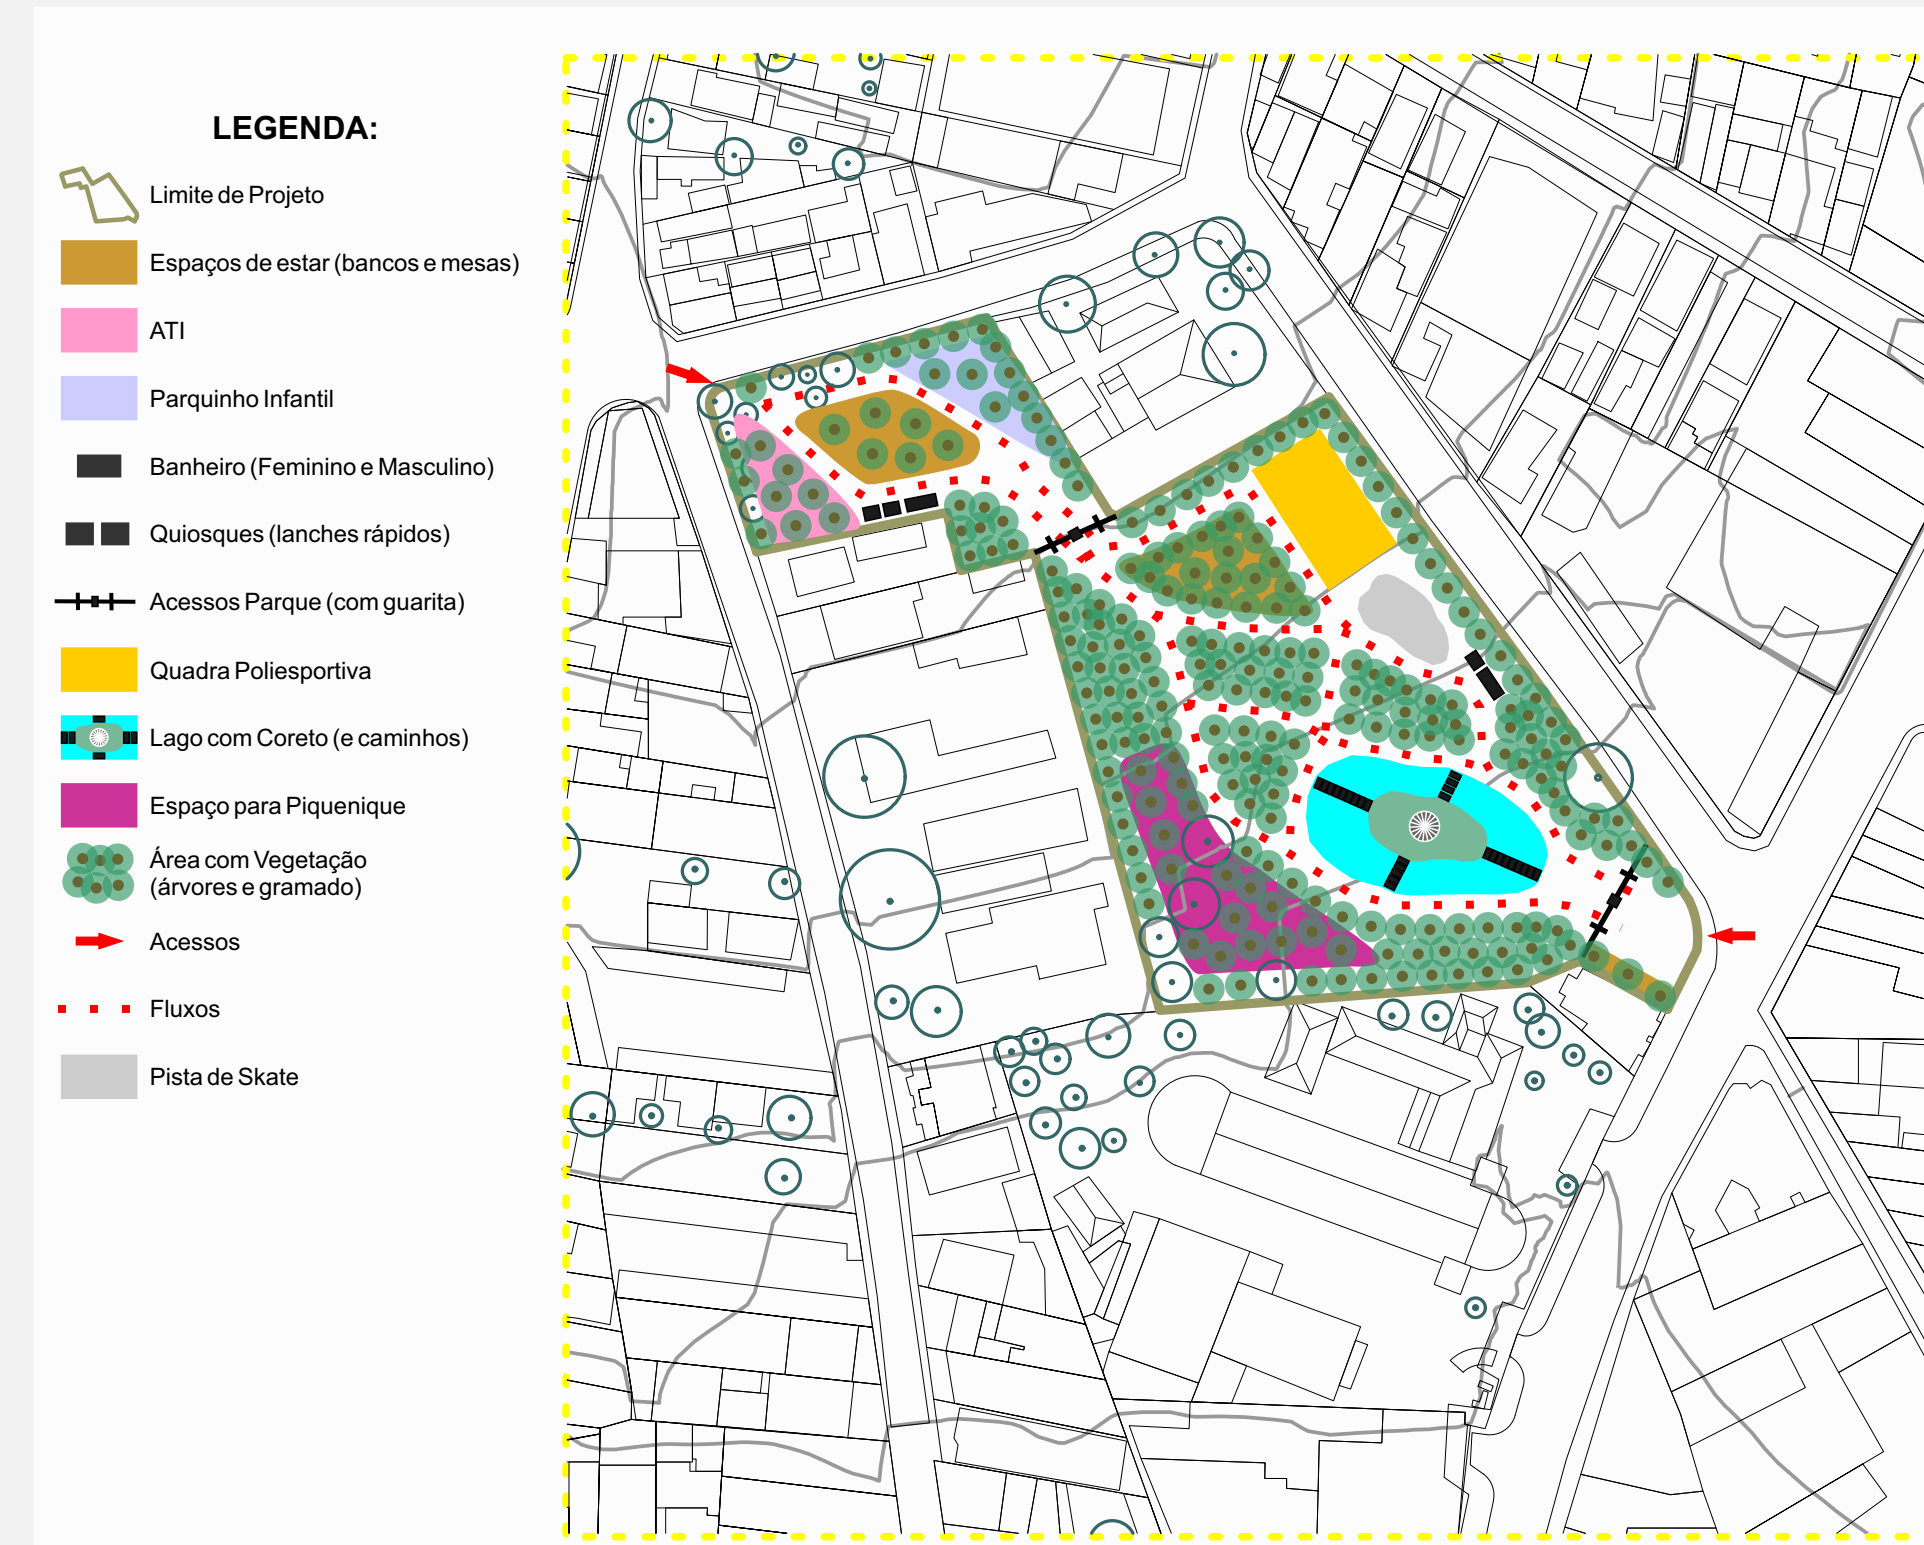 LEGENDA:
Limite de Projeto
Espaços de estar (bancos e mesas)
ATI
Parquinho Infantil
Banheiro (Feminino e Masculino)
Quiosques (lanches rápidos)
Acessos Parque (com guarita)
Quadra Poliesportiva
Lago com Coreto (e caminhos)
Espaço para Piquenique
Área com Vegetação
(árvores e gramado)
Acessos
Fluxos
Pista de Skate